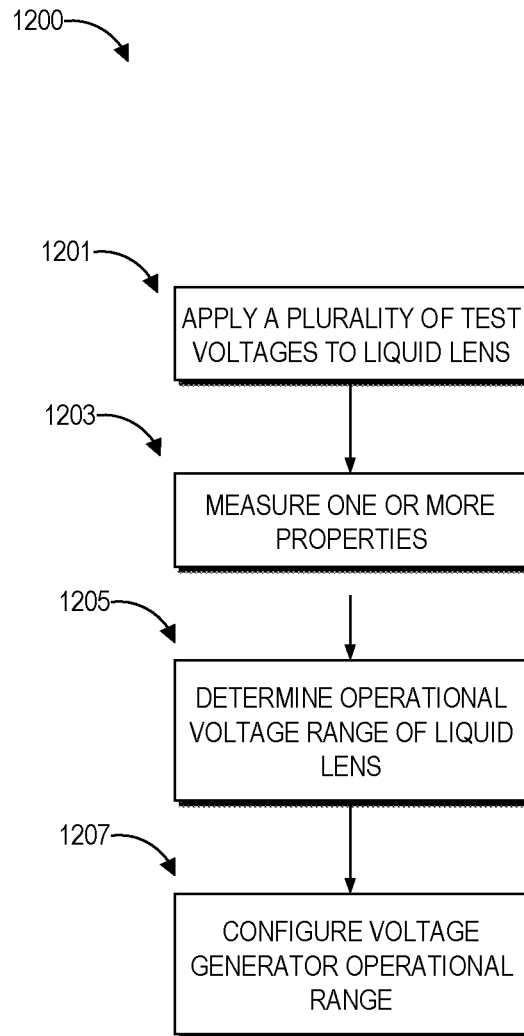 1200
1201
APPLY A PLURALITY OF TEST
VOLTAGES TO LIQUID LENS
1203
MEASURE ONE OR MORE
PROPERTIES
1205
DETERMINE OPERATIONAL
VOLTAGE RANGE OF LIQUID
LENS
1207
CONFIGURE VOLTAGE
GENERATOR OPERATIONAL
RANGE